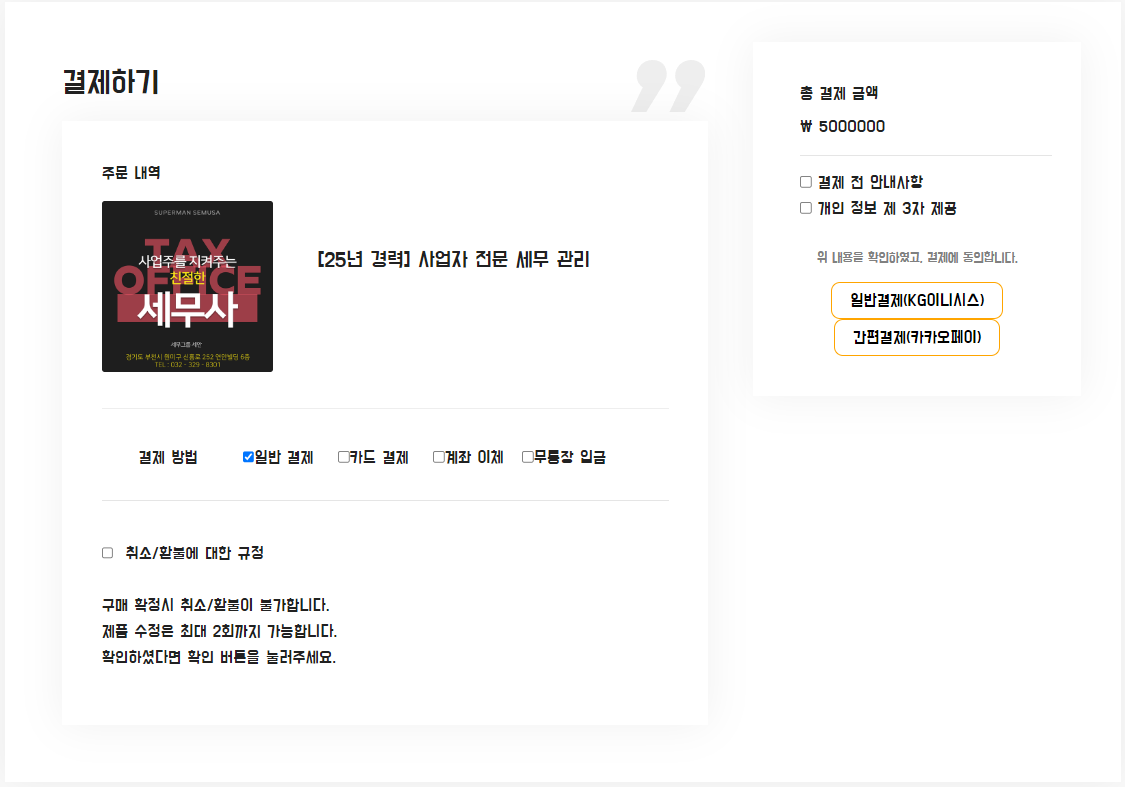 결제하기
주문 내역
SUPERMAN SEMUSA
TAX
OFFICE
사업주를 지켜주는
친절한
세무사
세무그룹 세안
경기도 부천시 원미구 신흥로 252 연안빌딩 6층
TEL : 032 - 329 - 8301
[25년 경력] 사업자 전문 세무 관리
결제 방법 일반 결제 카드 결제 계좌 이체 무통장 입금
취소/환불에 대한 규정
구매 확정시 취소/환불이 불가합니다.
제품 수정은 최대 2회까지 가능합니다.
확인하셨다면 확인 버튼을 눌러주세요.
총 결제 금액
₩ 5000000
결제 전 안내사항
개인 정보 제 3자 제공
위 내용을 확인하였고, 결제에 동의합니다.
일반결제(KG이니시스)
간편결제(카카오페이)